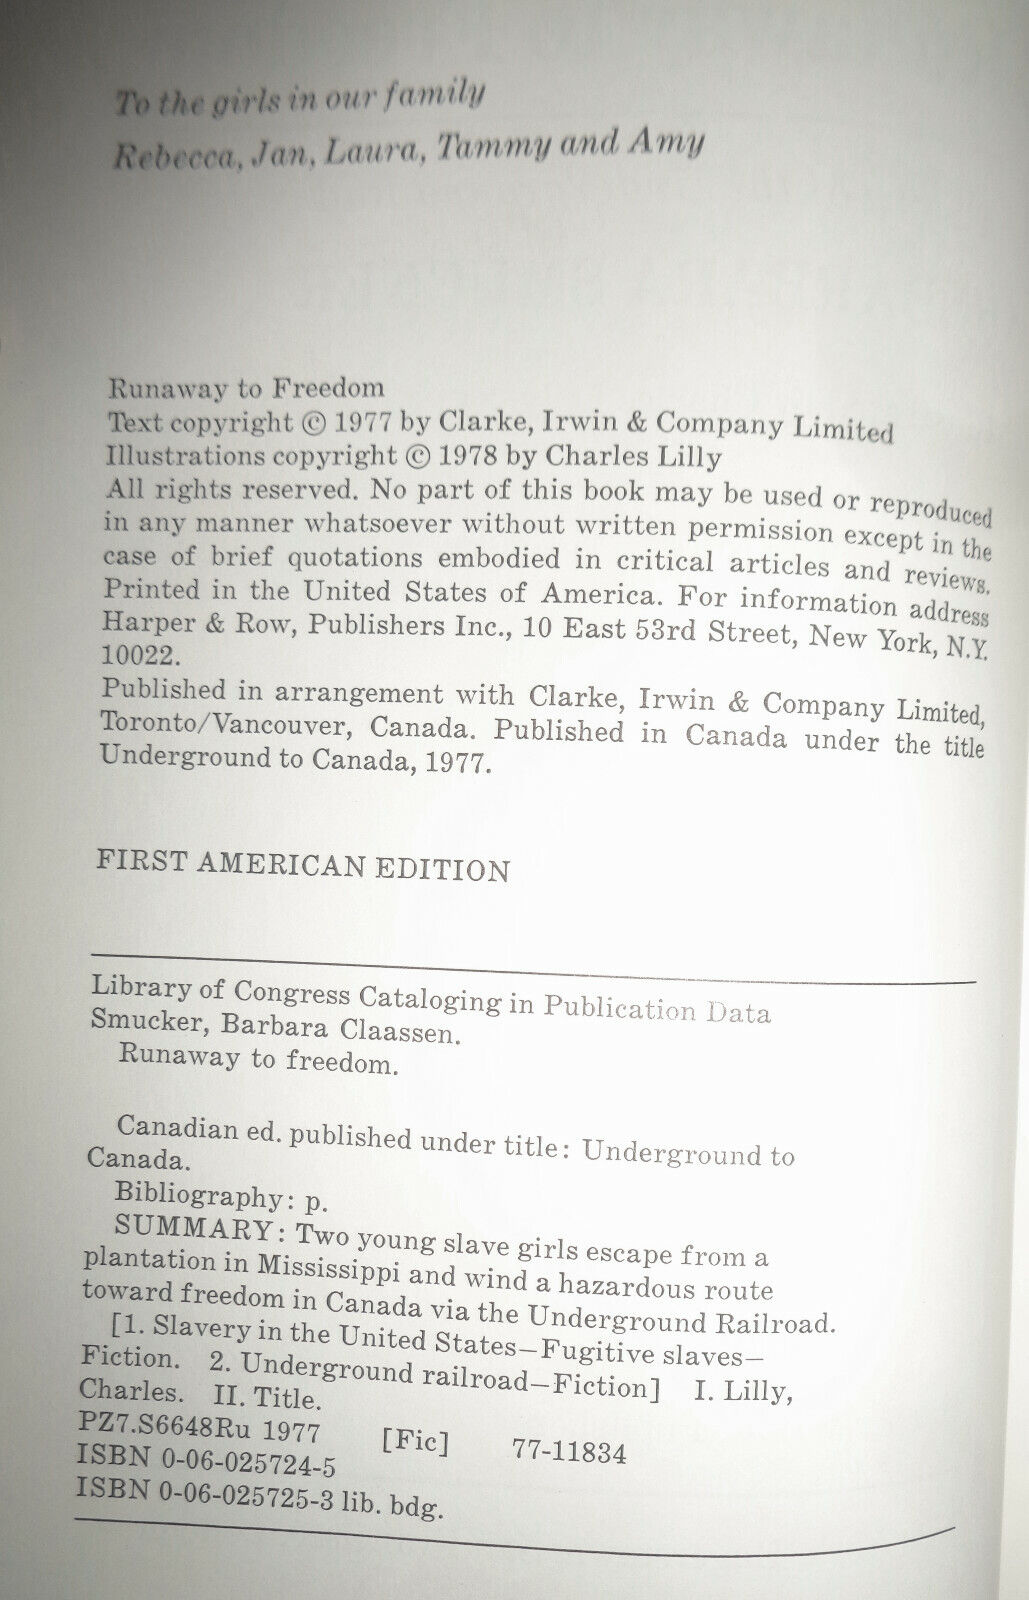 To the girls in our family
Rebecca, Jan, Laura, Tammy and Amy
Runaway to Freedom
Text copyright © 1977 by Clarke, Irwin & Company Limited
Illustrations copyright © 1978 by Charles Lilly
All rights reserved. No part of this book may be used or reproduced
in any manner whatsoever without written permission except in the
case of brief quotations embodied in critical articles and reviews.
Printed in the United States of America. For information address
Harper & Row, Publishers Inc., 10 East 53rd Street, New York, N.Y.
10022.
Published in arrangement with Clarke, Irwin & Company Limited,
Toronto/Vancouver, Canada. Published in Canada under the title
Underground to Canada, 1977.
FIRST AMERICAN EDITION
Library of Congress Cataloging in Publication Data
Smucker, Barbara Claassen.
Runaway to freedom.
Canadian ed. published under title: Underground to
Canada.
Bibliography: p.
SUMMARY: Two young slave girls escape from a
plantation in Mississippi and wind a hazardous route
toward freedom in Canada via the Underground Railroad.
[1. Slavery in the United States—Fugitive slaves—
Fiction. 2. Underground railroad—Fiction] I. Lilly,
Charles. II. Title.
PZ7.S6648Ru 1977 [Fic] 77-11834
ISBN 0-06-025724-5
ISBN 0-06-025725-3 lib. bdg.